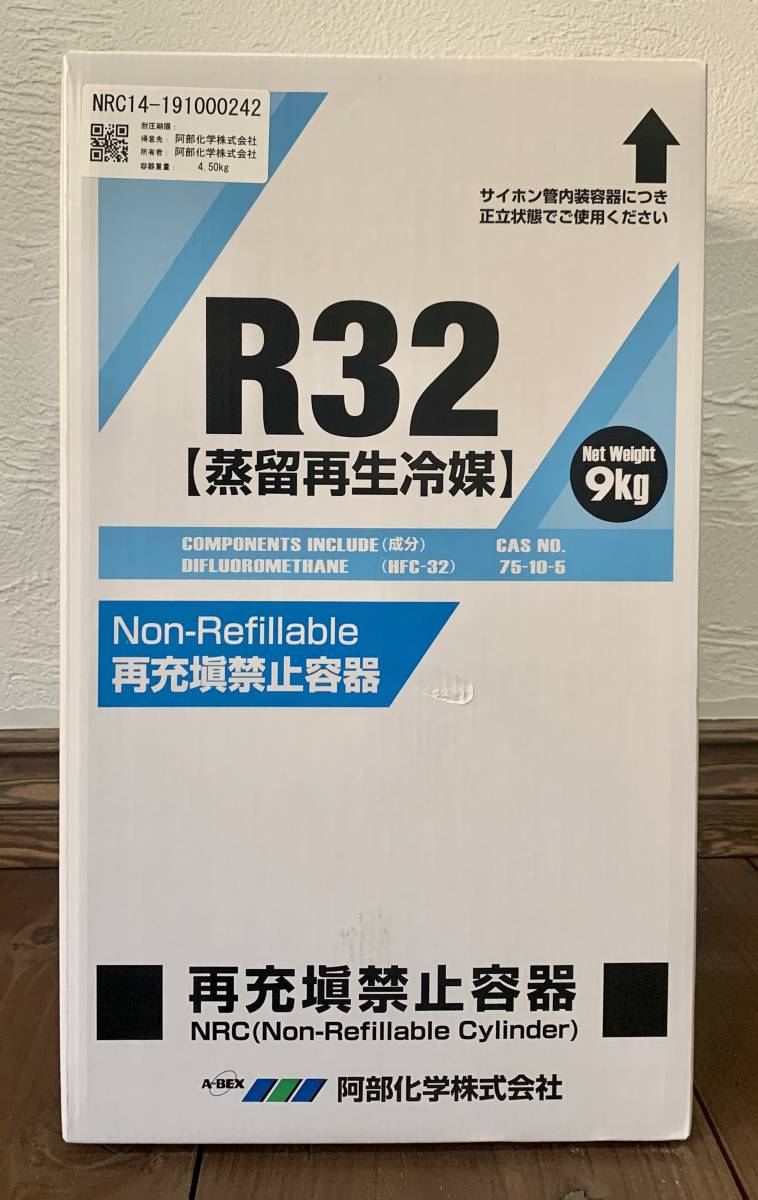 NRC14-191000242
耐圧期限：
得意先： 阿部化学株式会社
所有者： 阿部化学株式会社
容器重量： 4.50kg
サイホン管内装容器につき
正立状態でご使用ください
R32
【蒸留再生冷媒】
Net Weight
9kg
COMPONENTS INCLUDE(成分) CAS NO.
DIFLUOROMETHANE (HFC-32) 75-10-5
Non-Refillable
再充塡禁止容器
再充塡禁止容器
NRC(Non-Refillable Cylinder)
A-BEX 阿部化学株式会社